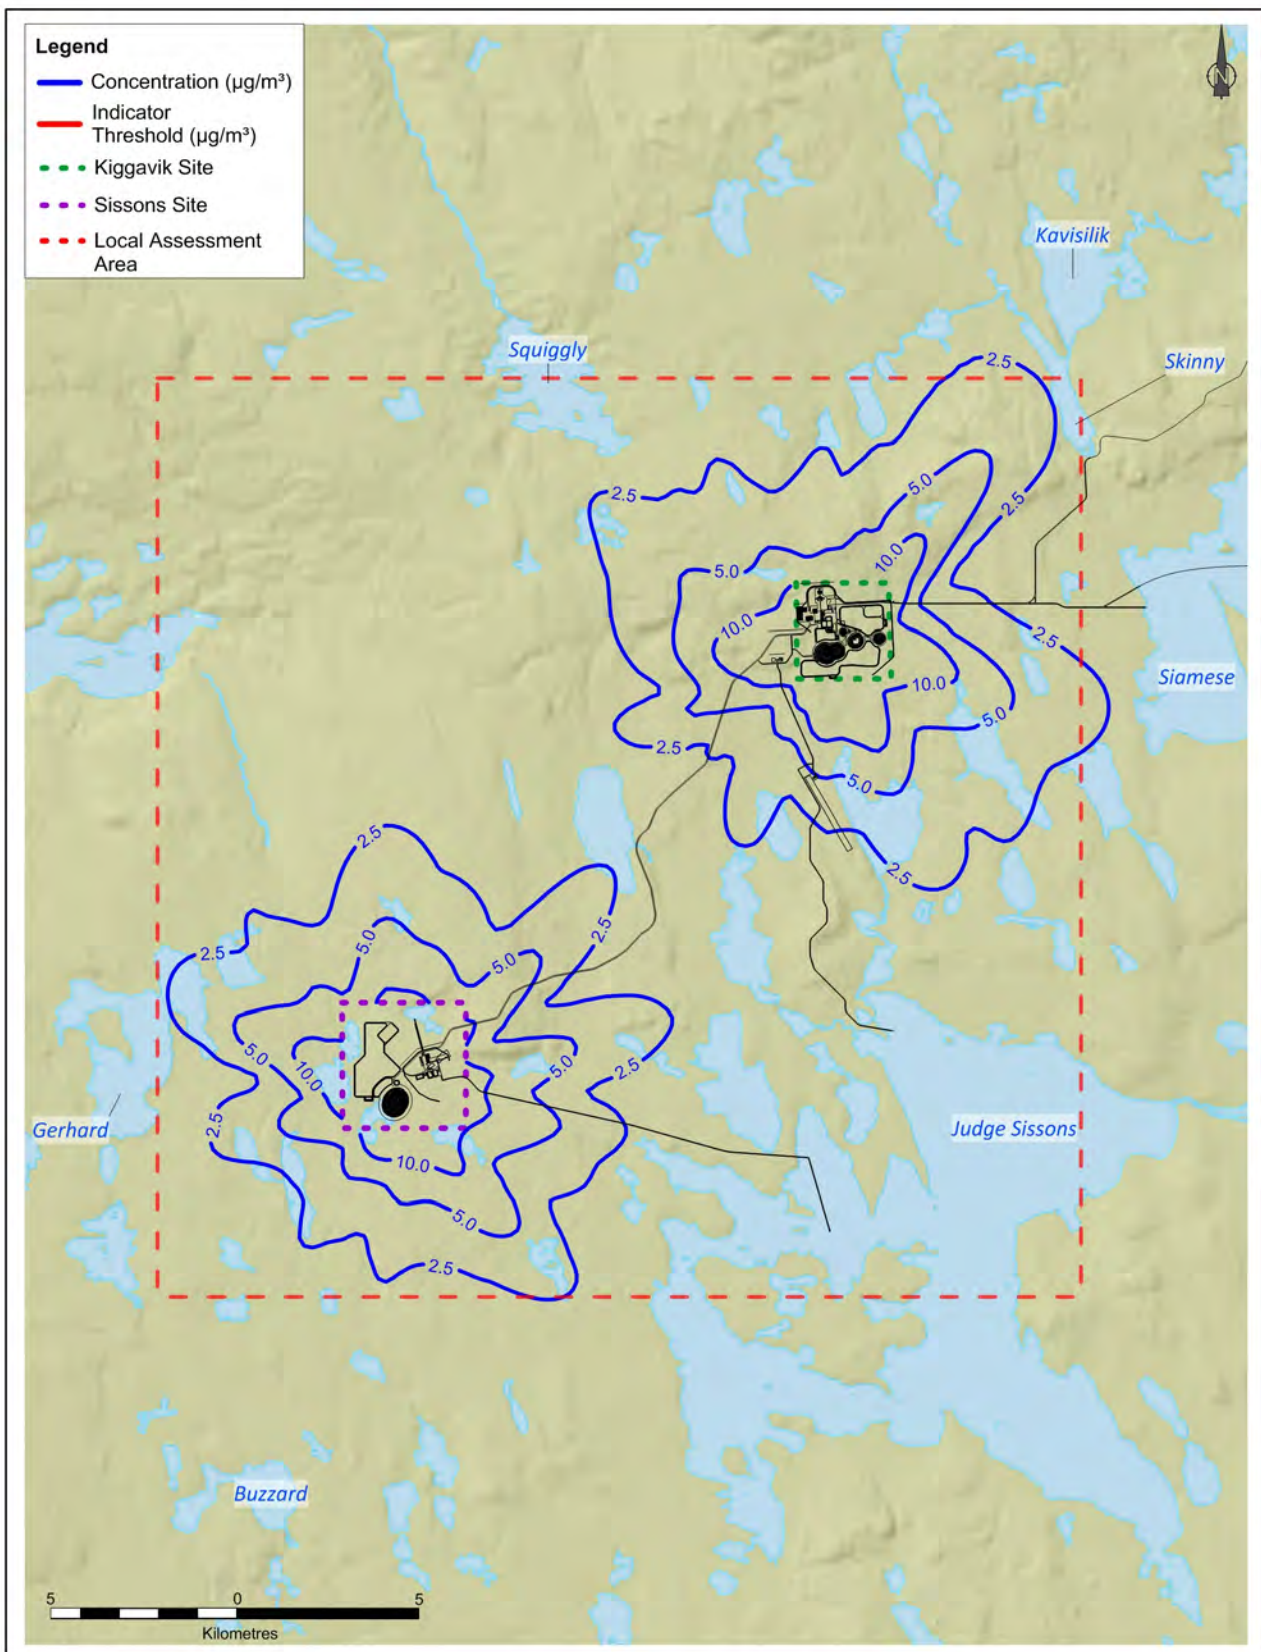 Legend
Concentration (µg/m³)
Indicator
Threshold (µg/m³)
Kiggavik Site
Sissons Site
Local Assessment
Area
N
Kavisilik
Squiggly
Skinny
2.5
2.5
5.0
2.5
10.0
5.0
10.0
2.5
Siamese
10.0
5.0
2.5
5.0
2.5
2.5
2.5
5.0
2.5
5.0
5.0
10.0
5.0
2.5
2.5
Gerhard
Judge Sissons
10.0
5.0
2.5
Buzzard
5 0 5
Kilometres